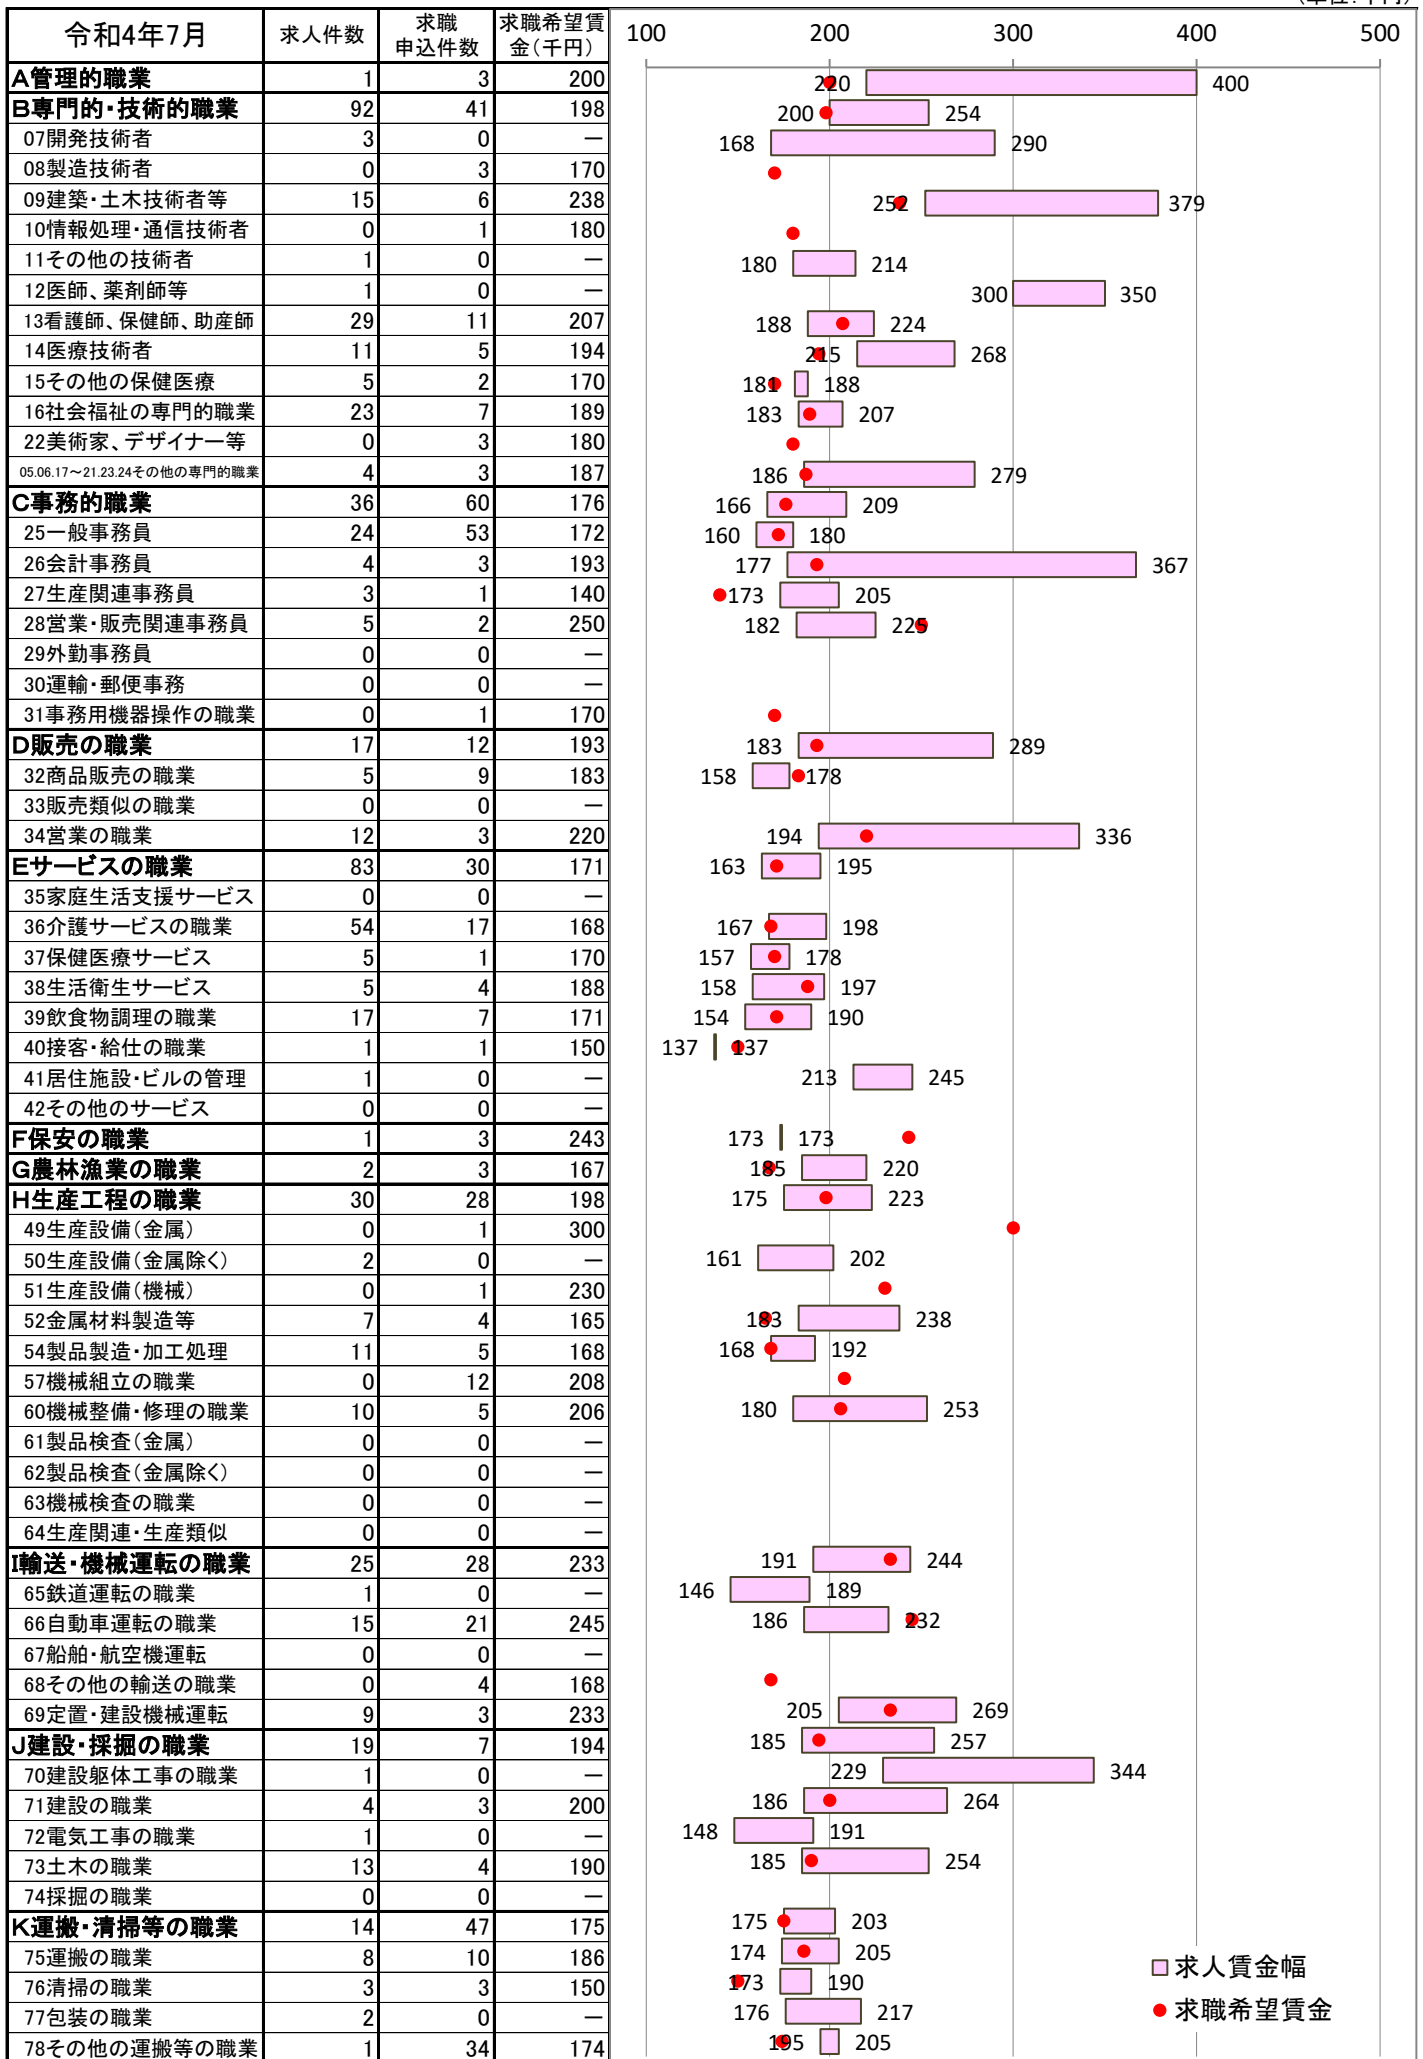 (単位:千円)
令和4年7月 求人件数 求職申込件数 求職希望賃金(千円) 100 200 300 400 500
A管理的職業 1 3 200 220 400
B専門的・技術的職業 92 41 198 200 254
07開発技術者 3 0 — 168 290
08製造技術者 0 3 170
09建築・土木技術者等 15 6 238 252 379
10情報処理・通信技術者 0 1 180
11その他の技術者 1 0 — 180 214
12医師、薬剤師等 1 0 — 300 350
13看護師、保健師、助産師 29 11 207 188 224
14医療技術者 11 5 194 215 268
15その他の保健医療 5 2 170 181 188
16社会福祉の専門的職業 23 7 189 183 207
22美術家、デザイナー等 0 3 180
05.06.17～21.23.24その他の専門的職業 4 3 187 186 279
C事務的職業 36 60 176 166 209
25一般事務員 24 53 172 160 180
26会計事務員 4 3 193 177 367
27生産関連事務員 3 1 140 173 205
28営業・販売関連事務員 5 2 250 182 225
29外勤事務員 0 0 —
30運輸・郵便事務 0 0 —
31事務用機器操作の職業 0 1 170
D販売の職業 17 12 193 183 289
32商品販売の職業 5 9 183 158 178
33販売類似の職業 0 0 —
34営業の職業 12 3 220 194 336
Eサービスの職業 83 30 171 163 195
35家庭生活支援サービス 0 0 —
36介護サービスの職業 54 17 168 167 198
37保健医療サービス 5 1 170 157 178
38生活衛生サービス 5 4 188 158 197
39飲食物調理の職業 17 7 171 154 190
40接客・給仕の職業 1 1 150 137 137
41居住施設・ビルの管理 1 0 — 213 245
42その他のサービス 0 0 —
F保安の職業 1 3 243 173 173
G農林漁業の職業 2 3 167 185 220
H生産工程の職業 30 28 198 175 223
49生産設備(金属) 0 1 300
50生産設備(金属除く) 2 0 — 161 202
51生産設備(機械) 0 1 230
52金属材料製造等 7 4 165 183 238
54製品製造・加工処理 11 5 168 168 192
57機械組立の職業 0 12 208
60機械整備・修理の職業 10 5 206 180 253
61製品検査(金属) 0 0 —
62製品検査(金属除く) 0 0 —
63機械検査の職業 0 0 —
64生産関連・生産類似 0 0 —
I輸送・機械運転の職業 25 28 233 191 244
65鉄道運転の職業 1 0 — 146 189
66自動車運転の職業 15 21 245 186 232
67船舶・航空機運転 0 0 —
68その他の輸送の職業 0 4 168
69定置・建設機械運転 9 3 233 205 269
J建設・採掘の職業 19 7 194 185 257
70建設躯体工事の職業 1 0 — 229 344
71建設の職業 4 3 200 186 264
72電気工事の職業 1 0 — 148 191
73土木の職業 13 4 190 185 254
74採掘の職業 0 0 —
K運搬・清掃等の職業 14 47 175 175 203
75運搬の職業 8 10 186 174 205
76清掃の職業 3 3 150 173 190
77包装の職業 2 0 — 176 217
78その他の運搬等の職業 1 34 174 195 205
求人賃金幅
求職希望賃金